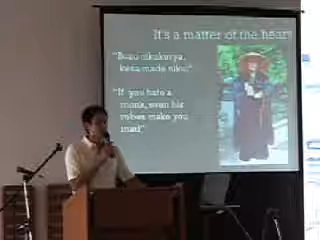 It's a matter of the heart
"Bozu nikukerya,
kesa made nikui"
"If you hate a
monk, even his
robes make you
mad"